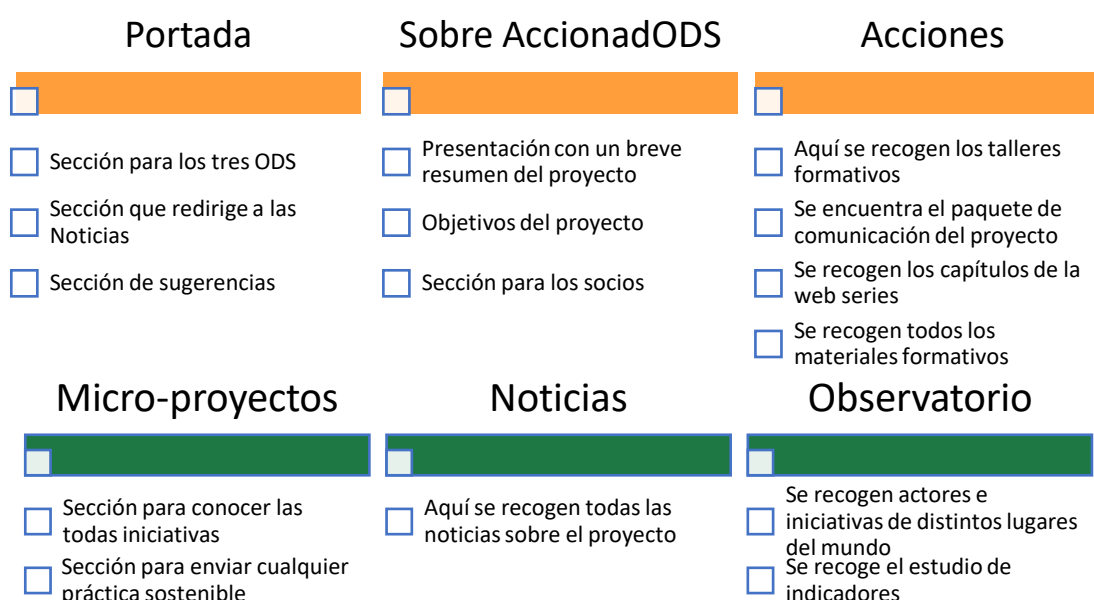 Portada
Sección para los tres ODS
Sección que redirige a las
Noticias
Sección de sugerencias
Sobre AccionadODS
Presentación con un breve
resumen del proyecto
Objetivos del proyecto
Sección para los socios
Acciones
Aquí se recogen los talleres
formativos
Se encuentra el paquete de
comunicación del proyecto
Se recogen los capítulos de la
web series
Se recogen todos los
materiales formativos
Micro-proyectos
Sección para conocer las
todas iniciativas
Sección para enviar cualquier
práctica sostenible
Noticias
Aquí se recogen todas las
noticias sobre el proyecto
Observatorio
Se recogen actores e
iniciativas de distintos lugares
del mundo
Se recoge el estudio de
indicadores